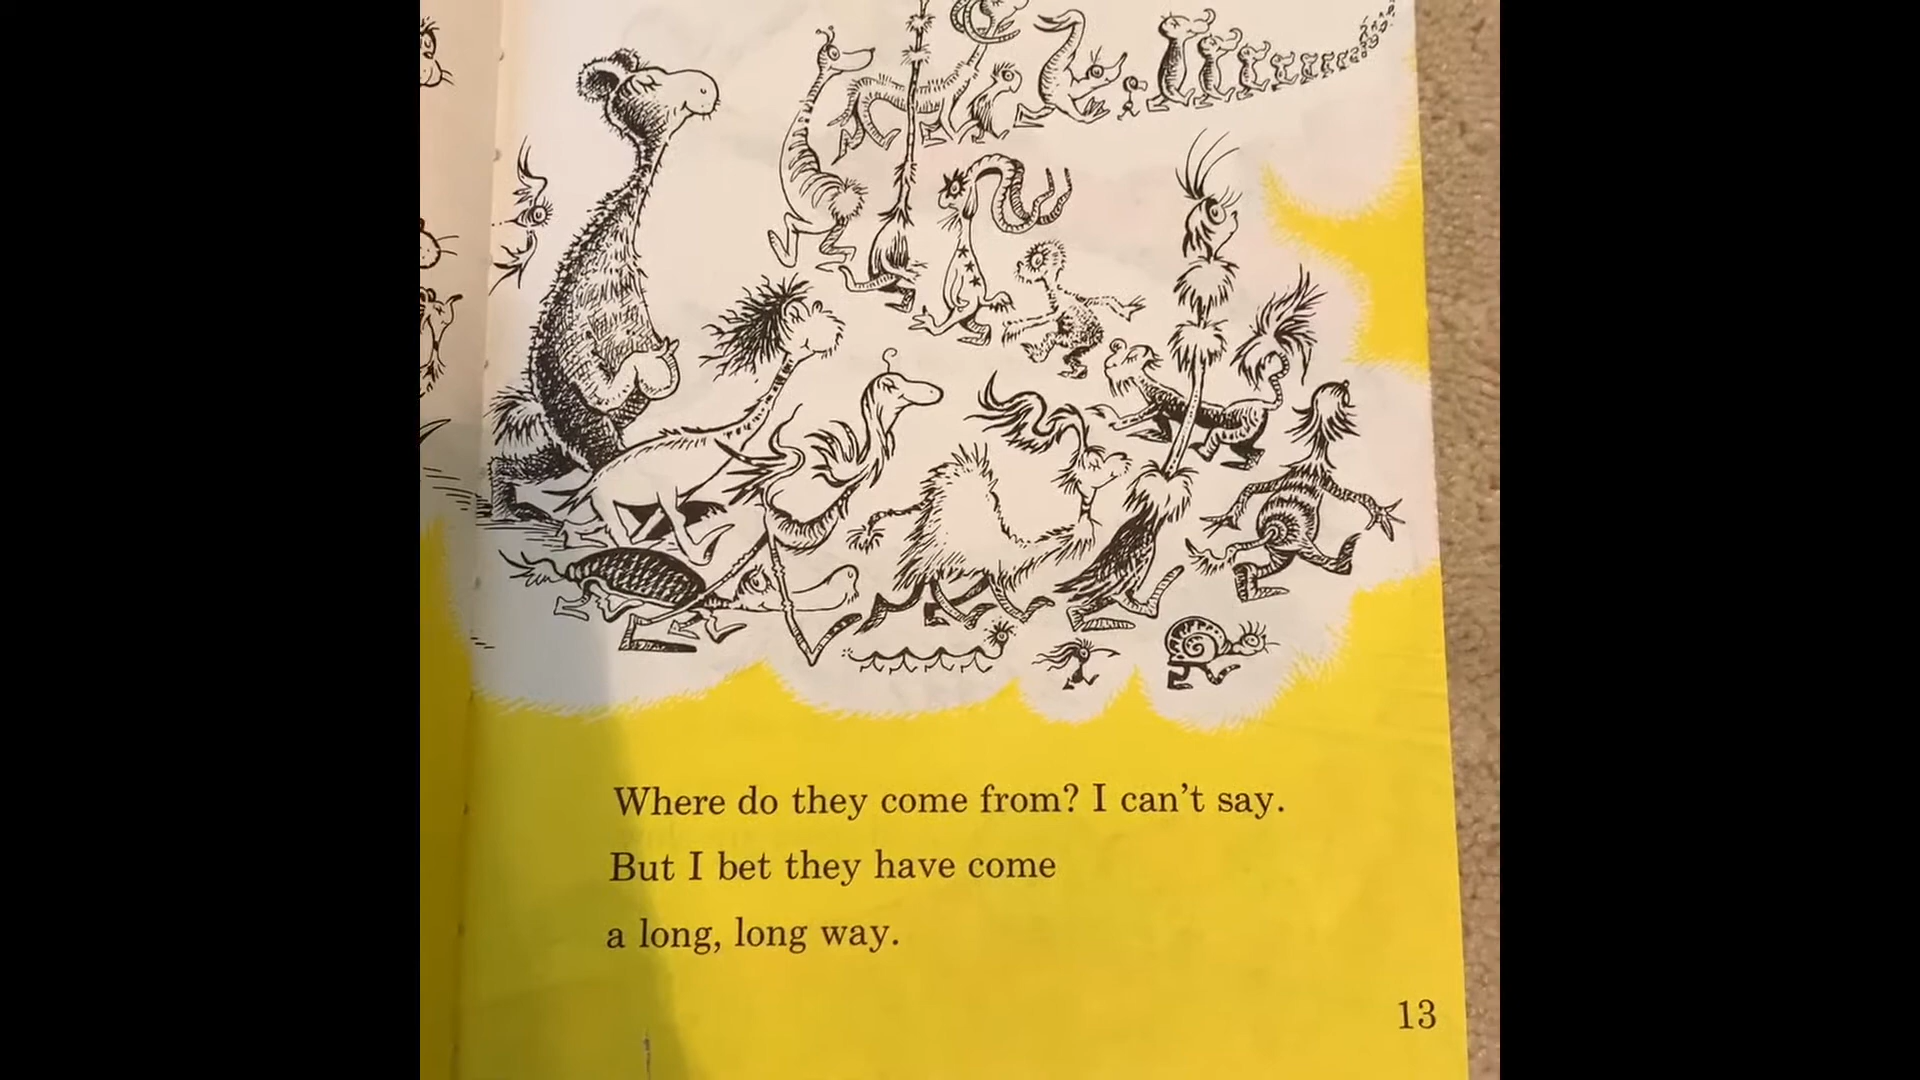 Where do they come from? I can't say.
But I bet they have come
a long, long way.
13